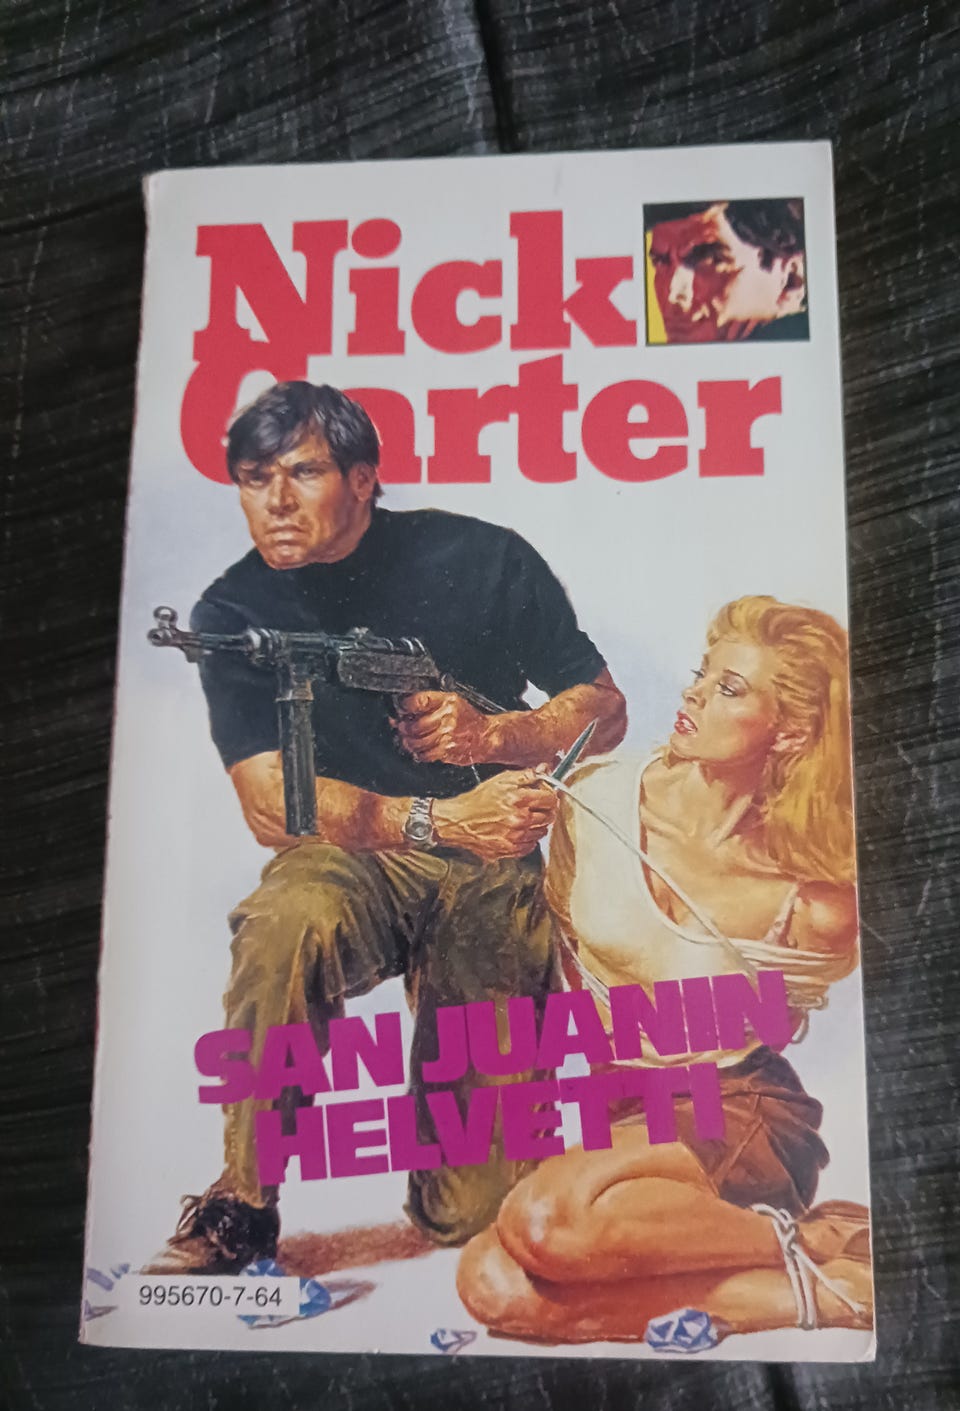 Nick
Carter
SAN JUANIN
HELVETTI
995670-7-64